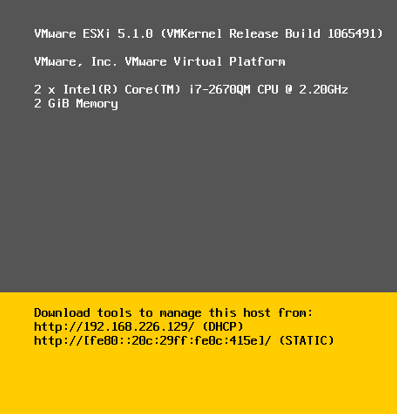 VMware ESXi 5.1.0 (VMKernel Release Build 1065491)
VMware, Inc. VMware Virtual Platform
2 x Intel(R) Core(TM) i7-2670QM CPU @ 2.20GHz
2 GiB Memory
Download tools to manage this host from:
http://192.168.226.129/ (DHCP)
http://[fe80::20c:29ff:fe0c:415e]/ (STATIC)